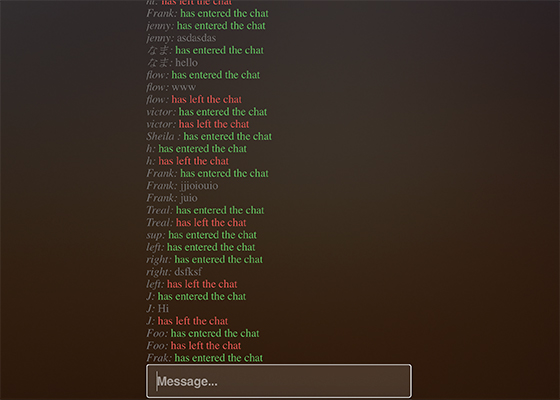 hi: has left the chat
Frank: has entered the chat
jenny: has entered the chat
jenny: asdasdas
なま: has entered the chat
なま: hello
flow: has entered the chat
flow: www
flow: has left the chat
victor: has entered the chat
victor: has left the chat
Sheila : has entered the chat
h: has entered the chat
h: has left the chat
Frank: has entered the chat
Frank: jjioiouio
Frank: juio
Treal: has entered the chat
Treal: has left the chat
sup: has entered the chat
left: has entered the chat
right: has entered the chat
right: dsfksf
left: has left the chat
J: has entered the chat
J: Hi
J: has left the chat
Foo: has entered the chat
Foo: has left the chat
Frak: has entered the chat
Message...